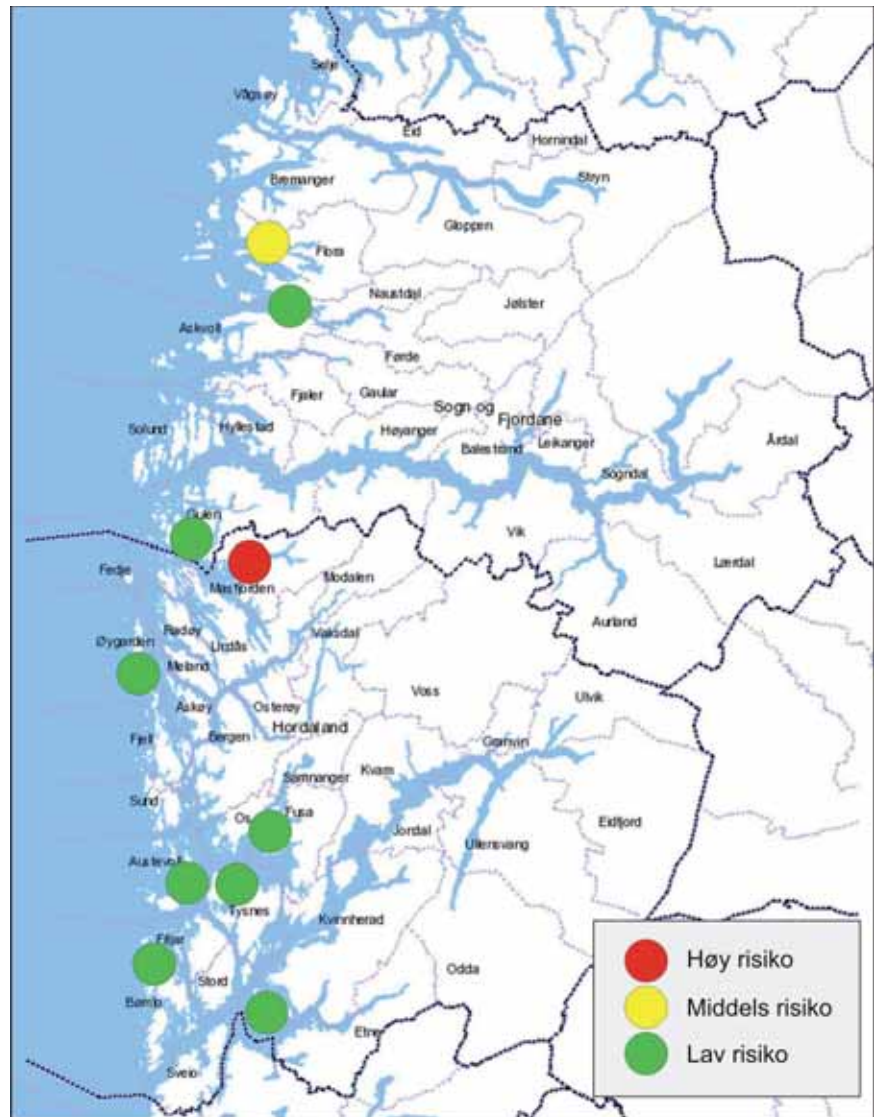 Selje
Vågsøy
Eid
Hornindal
Stryn
Bremanger
Gloppen
Flora
Naustdal
Jølster
Askvoll
Førde
Fjaler
Gaular
Sogn og
Fjordane
Solund
Hyllestad
Høyanger
Balestrand
Leikanger
Sogndal
Årdal
Gulen
Vik
Lærdal
Fedje
Masfjorden
Modalen
Aurland
Radøy
Lindås
Vaksdal
Øygarden
Meland
Voss
Ulvik
Askøy
Osterøy
Hordaland
Fjell
Bergen
Granvin
Samnanger
Kvam
Sund
Os
Fusa
Jondal
Eidfjord
Ullensvang
Austevoll
Tysnes
Kvinnherad
Fitjar
Stord
Odda
Bømlo
Etne
Sveio
Høy risiko
Middels risiko
Lav risiko